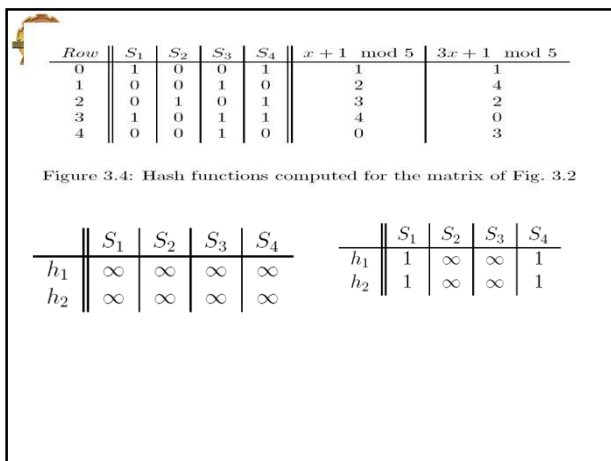 Row S1 S2 S3 S4 x + 1 mod 5 3x + 1 mod 5
0 1 0 0 1 1 1
1 0 0 1 0 2 4
2 0 1 0 1 3 2
3 1 0 1 1 4 0
4 0 0 1 0 0 3
Figure 3.4: Hash functions computed for the matrix of Fig. 3.2
S1 S2 S3 S4
h1 ∞ ∞ ∞ ∞
h2 ∞ ∞ ∞ ∞
S1 S2 S3 S4
h1 1 ∞ ∞ 1
h2 1 ∞ ∞ 1